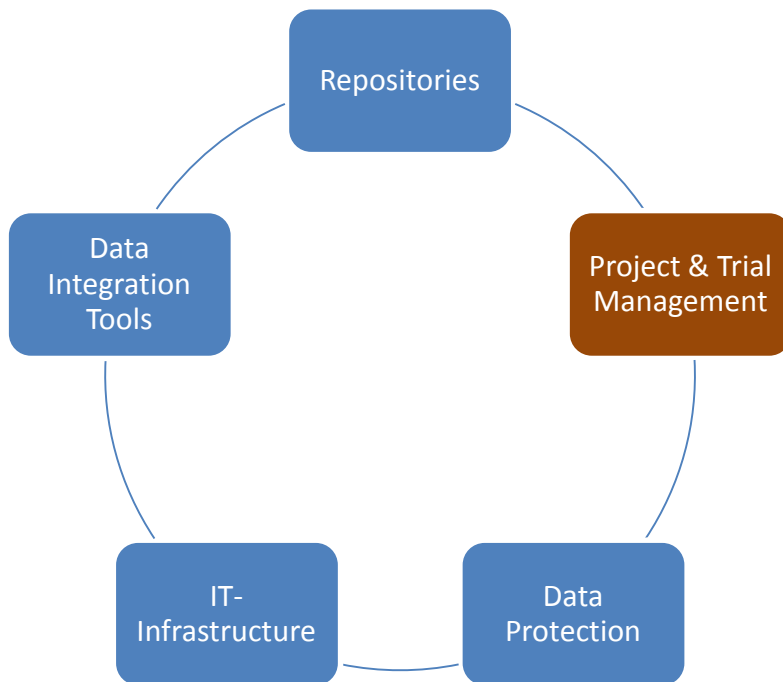 Repositories
Project & Trial
Management
Data
Protection
IT-
Infrastructure
Data
Integration
Tools